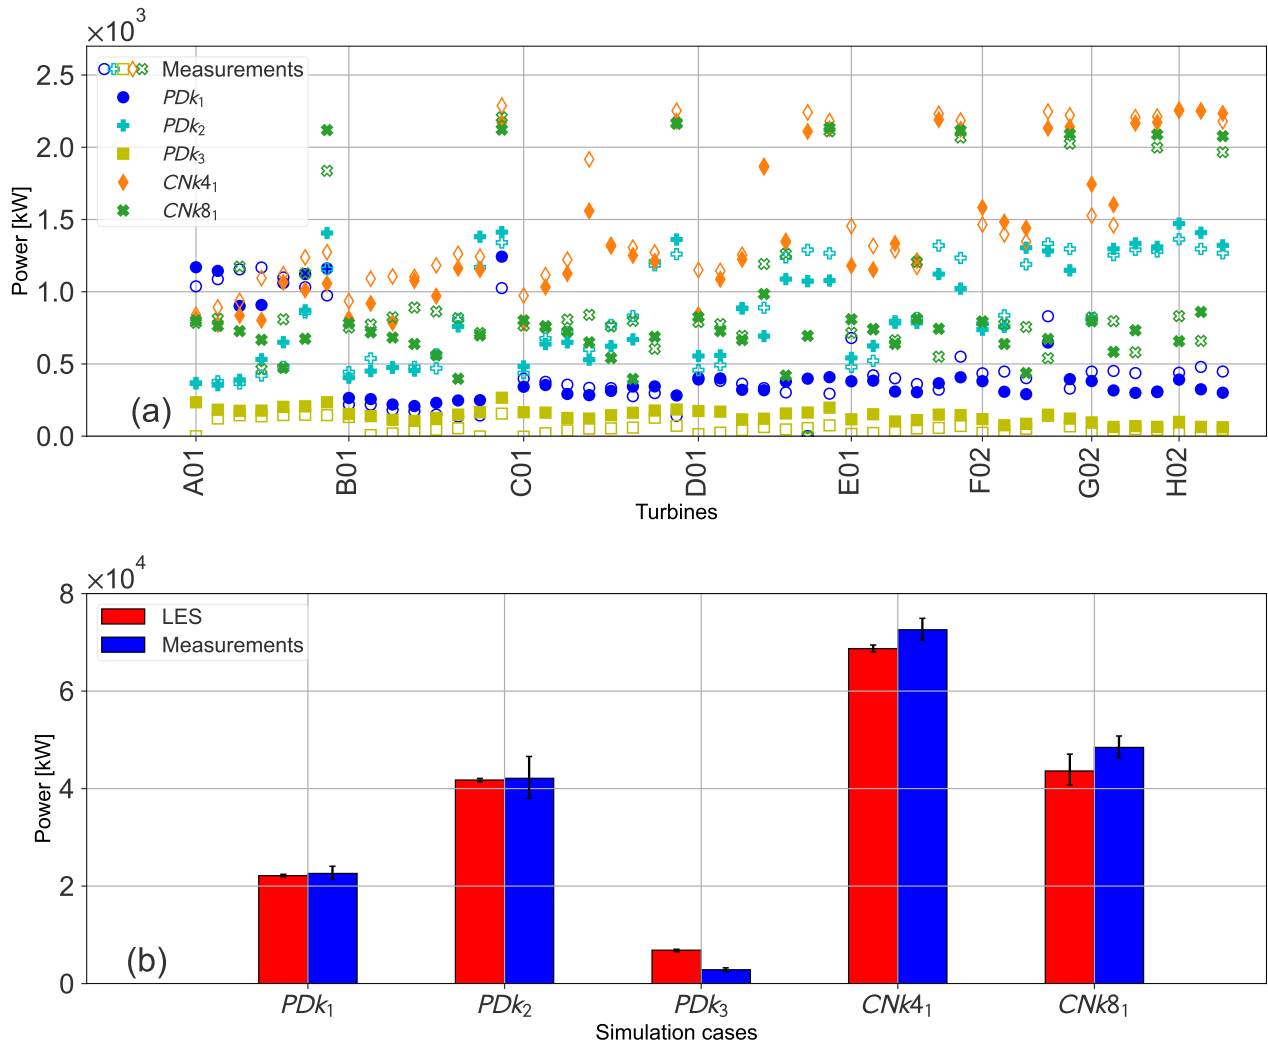 ×10³
2.5
2.0
1.5
1.0
0.5
0.0
Power [kW]
Measurements
PDk₁
PDk₂
PDk₃
CNk4₁
CNk8₁
(a)
A01 B01 C01 D01 E01 F02 G02 H02
Turbines
×10⁴
8
6
4
2
0
Power [kW]
LES
Measurements
(b)
PDk₁ PDk₂ PDk₃ CNk4₁ CNk8₁
Simulation cases